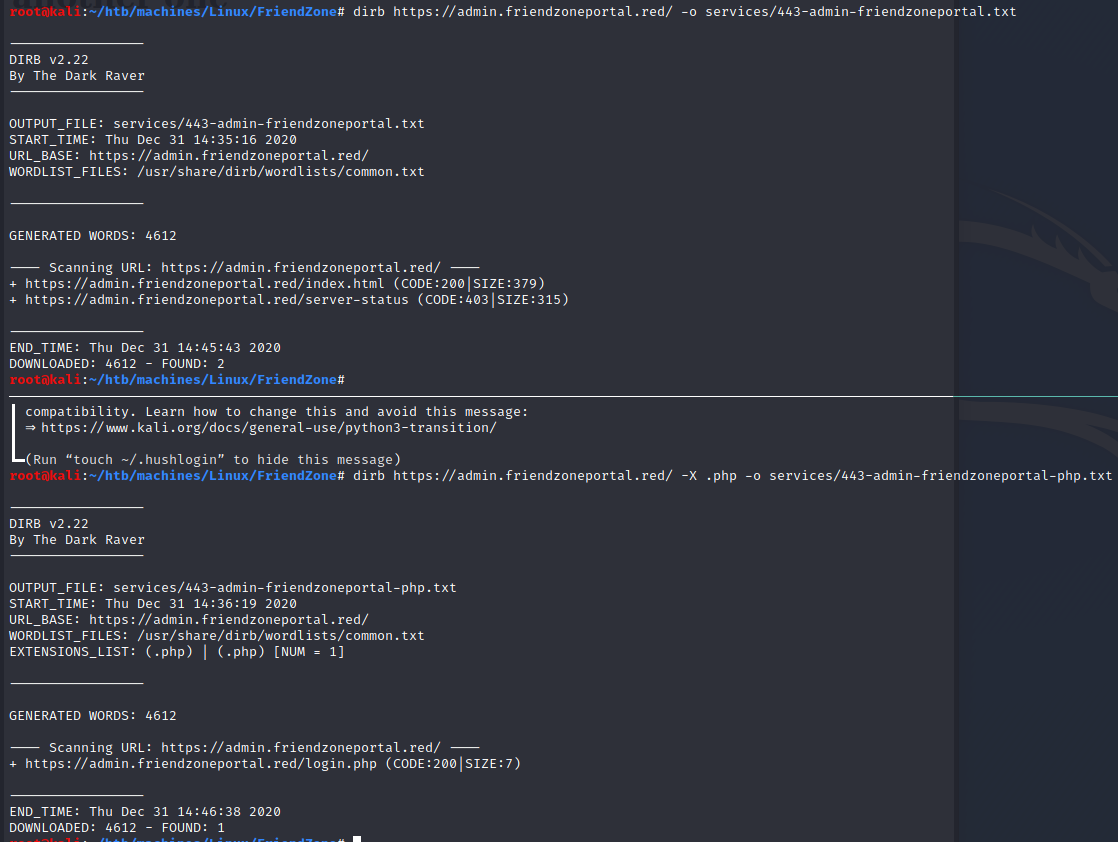 root@kali:~/htb/machines/Linux/FriendZone# dirb https://admin.friendzoneportal.red/ -o services/443-admin-friendzoneportal.txt
DIRB v2.22
By The Dark Raver
OUTPUT_FILE: services/443-admin-friendzoneportal.txt
START_TIME: Thu Dec 31 14:35:16 2020
URL_BASE: https://admin.friendzoneportal.red/
WORDLIST_FILES: /usr/share/dirb/wordlists/common.txt
GENERATED WORDS: 4612
—— Scanning URL: https://admin.friendzoneportal.red/ ——
+ https://admin.friendzoneportal.red/index.html (CODE:200|SIZE:379)
+ https://admin.friendzoneportal.red/server-status (CODE:403|SIZE:315)
END_TIME: Thu Dec 31 14:45:43 2020
DOWNLOADED: 4612 - FOUND: 2
root@kali:~/htb/machines/Linux/FriendZone#
compatibility. Learn how to change this and avoid this message:
⇒ https://www.kali.org/docs/general-use/python3-transition/
(Run “touch ~/.hushlogin” to hide this message)
root@kali:~/htb/machines/Linux/FriendZone# dirb https://admin.friendzoneportal.red/ -X .php -o services/443-admin-friendzoneportal-php.txt
DIRB v2.22
By The Dark Raver
OUTPUT_FILE: services/443-admin-friendzoneportal-php.txt
START_TIME: Thu Dec 31 14:36:19 2020
URL_BASE: https://admin.friendzoneportal.red/
WORDLIST_FILES: /usr/share/dirb/wordlists/common.txt
EXTENSIONS_LIST: (.php) | (.php) [NUM = 1]
GENERATED WORDS: 4612
—— Scanning URL: https://admin.friendzoneportal.red/ ——
+ https://admin.friendzoneportal.red/login.php (CODE:200|SIZE:7)
END_TIME: Thu Dec 31 14:46:38 2020
DOWNLOADED: 4612 - FOUND: 1
root@kali:~/htb/machines/Linux/FriendZone#